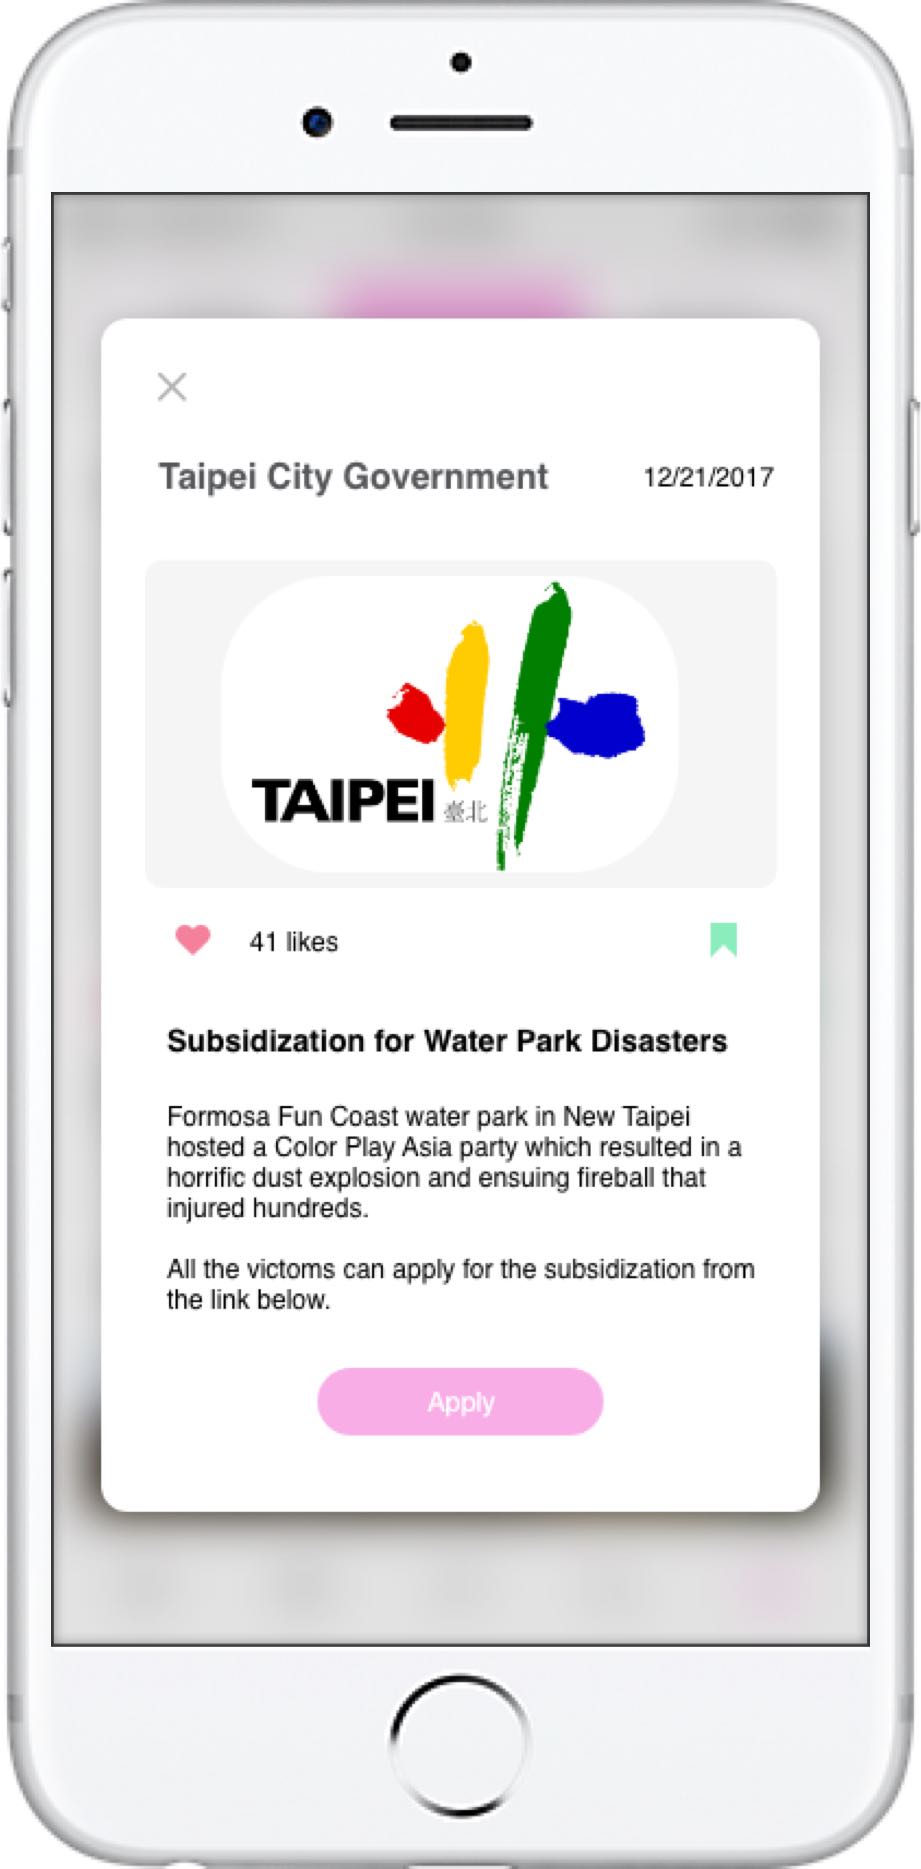 Taipei City Government
12/21/2017
TAIPEI 臺北
41 likes
Subsidization for Water Park Disasters
Formosa Fun Coast water park in New Taipei
hosted a Color Play Asia party which resulted in a
horrific dust explosion and ensuing fireball that
injured hundreds.
All the victoms can apply for the subsidization from
the link below.
Apply